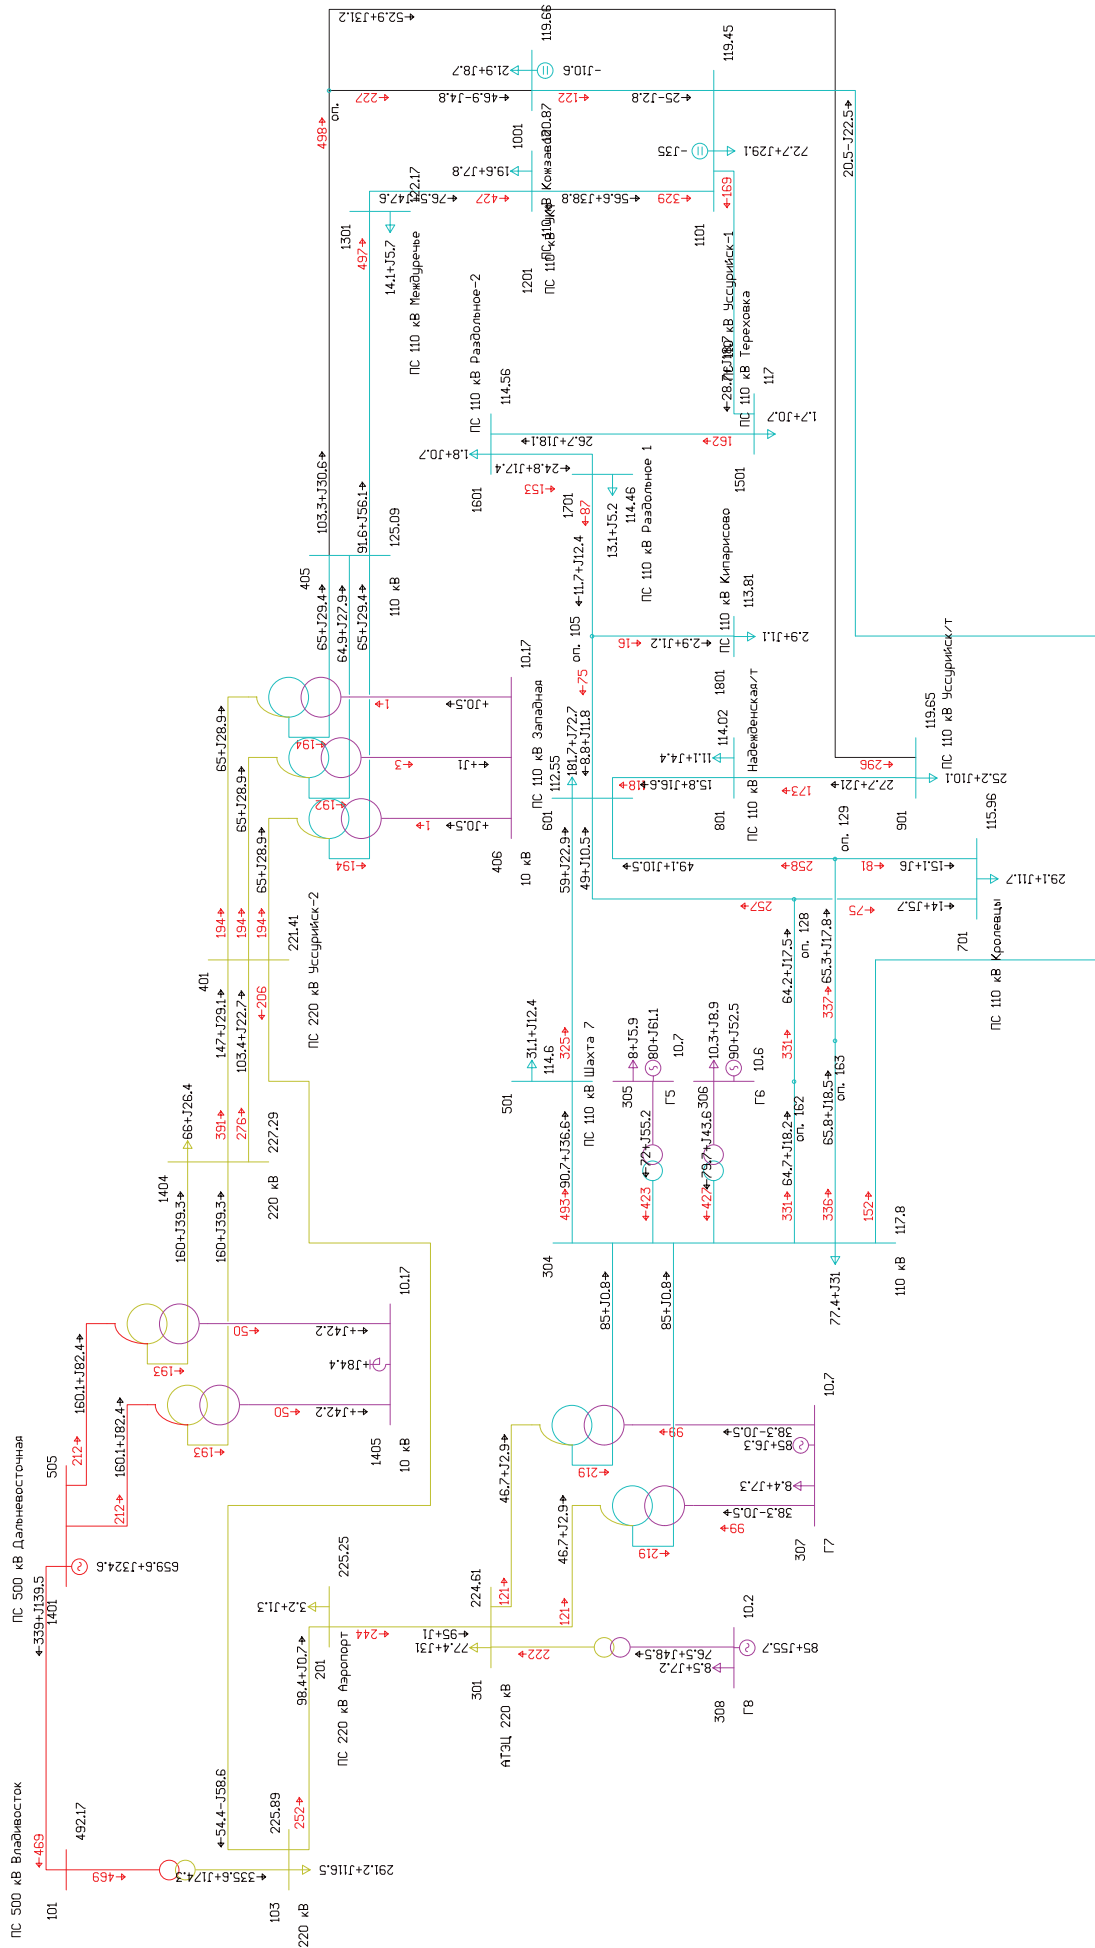 ПС 500 кВ Владивосток
101
492.17
←469
469→
335.6+J174.3→
103
220 кВ
225.89
291.2+J116.5
252→
←54.4-J58.6
ПС 500 кВ Дальневосточная
505
1401
←339+J139.5
659.6+J324.6
212→
212→
160.1+J82.4→
160.1+J82.4→
193→
193→
50→
50→
+J42.2→
+J42.2→
+J84.4
10.17
1405
10 кВ
1404
220 кВ
227.29
66+J26.4
160+J39.3→
160+J39.3→
391→
276→
147+J29.1→
103.4+J22.7→
←206
401
221.41
ПС 220 кВ Уссурийск-2
194→
194→
194→
65+J28.9→
65+J28.9→
65+J28.9→
194→
192→
194→
1→
3→
1→
+J0.5→
+J1→
+J0.5→
10.17
406
10 кВ
ПС 110 кВ Западная
65+J29.4→
64.9+J27.9→
65+J29.4→
405
125.09
110 кВ
103.3+J30.6→
91.6+J56.1→
498→
497→
оп.
227→
52.9+J31.2→
46.9-J4.8→
1301
122.17
14.1+J5.7
ПС 110 кВ Междуречье
76.5+J47.6→
427→
119.66
21.9+J8.7
-J10.6
1001
ПС 110 кВ Кожзавод
120.87
19.6+J7.8
1201
122→
25-J2.8→
119.45
-J35
72.7+J29.1
56.6+J38.8→
329→
1101
←169
ПС 110 кВ Уссурийск-1
←28.7+J18.7
ПС 110 кВ Тереховка
117
1.7+J0.7
1501
162→
26.7+J18.1→
ПС 110 кВ Раздольное-2
114.56
1.8+J0.7
1601
24.8+J17.4→
153→
1701
←87
13.1+J5.2
114.46
ПС 110 кВ Раздольное 1
←11.7+J12.4
оп. 105
←75
←8.8+J11.8
16→
2.9+J1.2→
ПС 110 кВ Кипарисово
113.81
2.9+J1.1
1801
20.5-J22.5→
112.55
601
181.7+J72.7
59+J22.9→
49+J10.5→
49.1+J10.5→
15.8+J16.6→
114.02
11.1+J4.4
801
ПС 110 кВ Надежденская/т
173→
27.7+J21→
296→
119.65
25.2+J10.1
901
ПС 110 кВ Уссурийск/т
оп. 129
258→
81→
15.1+J6→
257→
75→
14+J5.7→
115.96
29.1+J11.7
701
ПС 110 кВ Кролевцы
оп. 128
64.2+J17.5→
65.3+J17.8→
331→
337→
оп. 162
оп. 163
64.7+J18.2→
65.8+J18.5→
331→
336→
152→
501
31.1+J12.4
114.6
325→
ПС 110 кВ Шахта 7
90.7+J36.6→
493→
305
8+J5.9
80+J61.1
10.7
Г5
←72+J55.2
←423
306
10.3+J8.9
90+J52.5
10.6
Г6
←79.7+J43.6
←427
304
117.8
110 кВ
77.4+J31
85+J0.8→
85+J0.8→
219→
219→
46.7+J2.9→
46.7+J2.9→
99→
99→
38.3-J0.5→
38.3-J0.5→
85+J6.3
8.4+J7.3
10.7
307
Г7
121→
121→
224.61
77.4+J31
95+J1→
301
АТЭЦ 220 кВ
222→
76.5+J48.5→
8.5+J7.2
85+J55.7
10.2
308
Г8
225.25
3.2+J1.3
201
ПС 220 кВ Аэропорт
244→
98.4+J0.7→